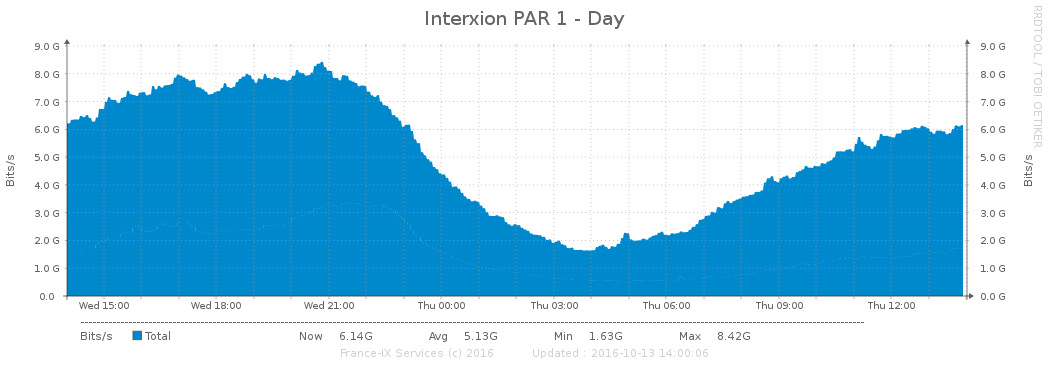 Interxion PAR 1 - Day
RRDTOOL / TOBI OETIKER
9.0 G 9.0 G
8.0 G 8.0 G
7.0 G 7.0 G
6.0 G 6.0 G
5.0 G 5.0 G
4.0 G 4.0 G
3.0 G 3.0 G
2.0 G 2.0 G
1.0 G 1.0 G
0.0 0.0 G
Bits/s
Bits/s
Wed 15:00 Wed 18:00 Wed 21:00 Thu 00:00 Thu 03:00 Thu 06:00 Thu 09:00 Thu 12:00
Bits/s Total Now 6.14G Avg 5.13G Min 1.63G Max 8.42G
France-IX Services (c) 2016 Updated : 2016-10-13 14:00:06